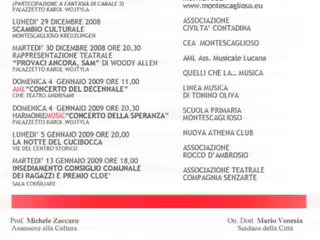 (PARTECIPAZIONE A FANTASIA DI CANALE 5)
PALAZZETTO KAROL WOJTYLA
LUNEDI' 29 DICEMBRE 2008
SCAMBIO CULTURALE
MONTESCAGLIOSO-KREUZLINGEN
MARTEDI' 30 DICEMBRE 2008 ORE 20.30
RAPPRESENTAZIONE TEATRALE
"PROVACI ANCORA, SAM" DI WOODY ALLEN
PALAZZETTO KAROL WOJTYLA
DOMENICA 4 GENNAIO 2009 ORE 11,00
AML"CONCERTO DEL DECENNALE"
CINE TEATRO ANDRISANI
DOMENICA 4 GENNAIO 2009 ORE 20,30
HARMONIEMUSIC"CONCERTO DELLA SPERANZA"
PALAZZETTO KAROL WOJTYLA
LUNEDI' 5 GENNAIO 2009 ORE 20,00
LA NOTTE DEL CUCIBOCCA
VIE DEL CENTRO STORICO
MARTEDI' 13 GENNAIO 2009 ORE 18,00
INSEDIAMENTO CONSIGLIO COMUNALE
DEI RAGAZZI E PREMIO CLOE'
SALA CONSILIARE
www.montescaglioso.eu
ASSOCIAZIONE
CIVILTA' CONTADINA
CEA MONTESCAGLIOSO
AML Ass. Musicale Lucana
QUELLI CHE LA... MUSICA
LINEA MUSICA
DI TONINO OLIVA
SCUOLA PRIMARIA
MONTESCAGLIOSO
NUOVA ATHENA CLUB
ASSOCIAZIONE
ROCCO D'AMBROSIO
ASSOCIAZIONE TEATRALE
COMPAGNIA SENZARTE
Prof. Michele Zaccaro
Assessore alla Cultura
On. Dott. Mario Venezia
Sindaco della Città